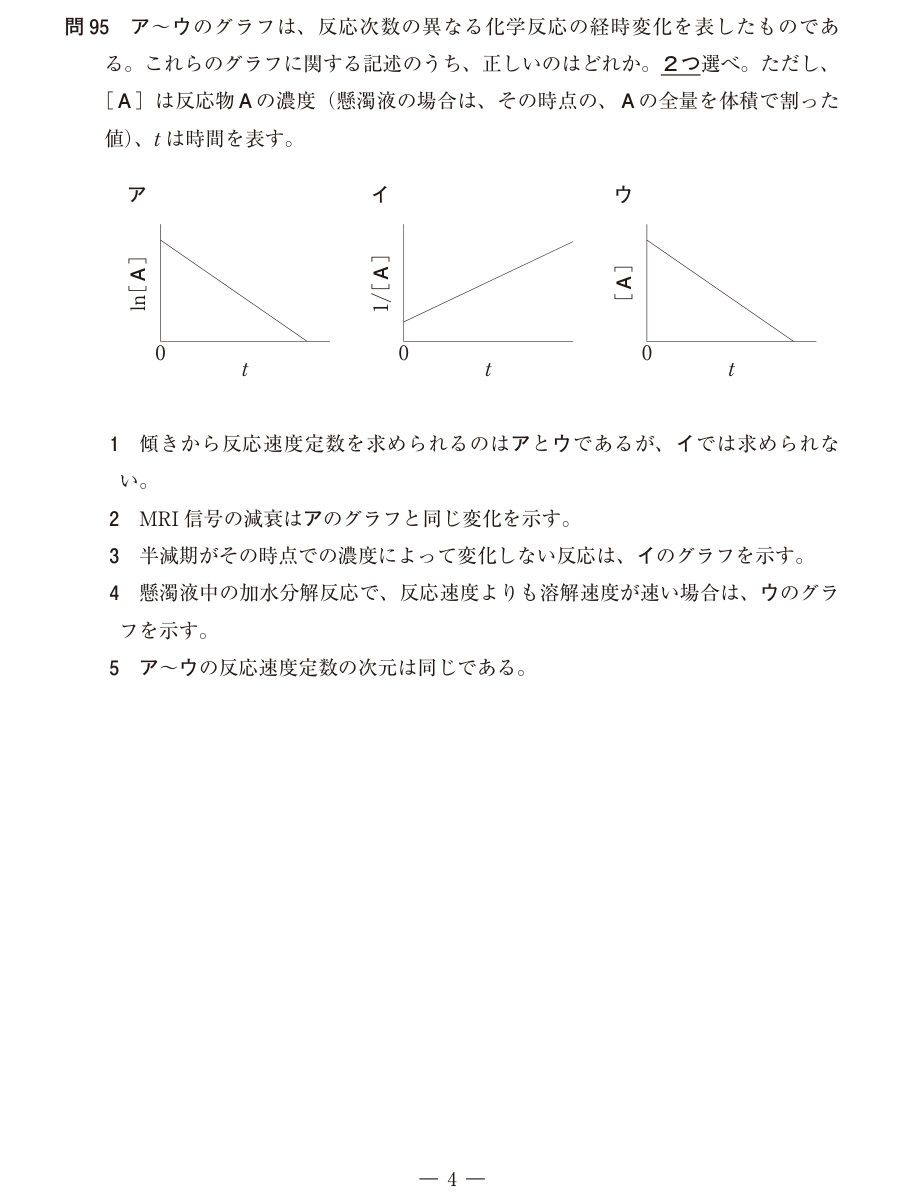 問 95　ア～ウのグラフは、反応次数の異なる化学反応の経時変化を表したものであ
る。これらのグラフに関する記述のうち、正しいのはどれか。2つ選べ。ただし、
［A］は反応物Aの濃度（懸濁液の場合は、その時点の、Aの全量を体積で割った
値）、t は時間を表す。
ア
イ
ウ
ln[A]
0
t
1/[A]
0
t
[A]
0
t
1　傾きから反応速度定数を求められるのはアとウであるが、イでは求められな
い。
2　MRI 信号の減衰はアのグラフと同じ変化を示す。
3　半減期がその時点での濃度によって変化しない反応は、イのグラフを示す。
4　懸濁液中の加水分解反応で、反応速度よりも溶解速度が速い場合は、ウのグラ
フを示す。
5　ア～ウの反応速度定数の次元は同じである。
— 4 —